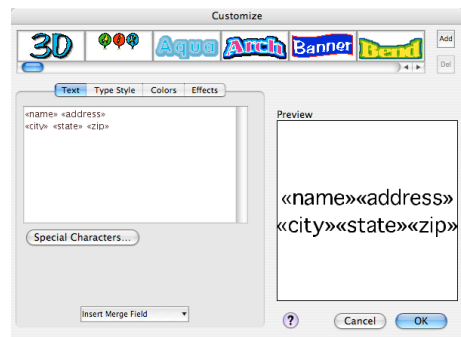 Customize
3D
Aqua
Arch
Banner
Bend
Add
Del
Text Type Style Colors Effects
«name» «address»
«city» «state» «zip»
Special Characters...
Insert Merge Field
Preview
«name»«address»
«city»«state»«zip»
?
Cancel
OK